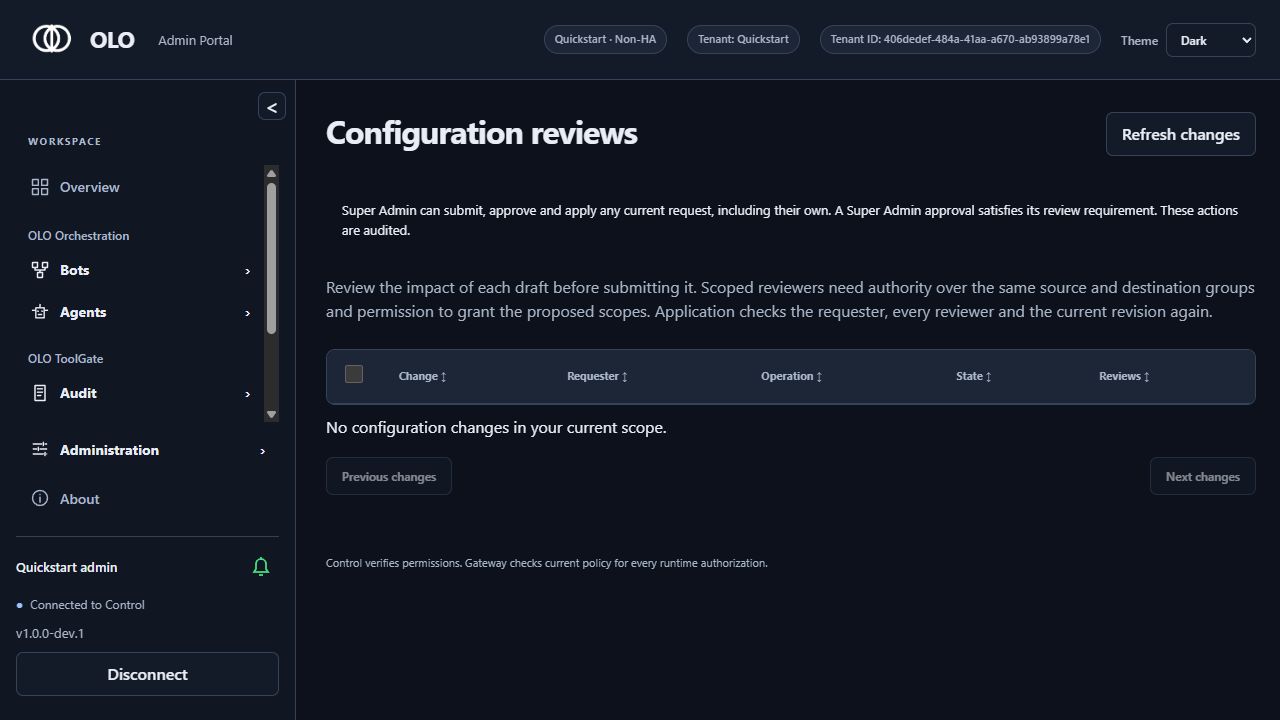 OLO
Admin Portal
Quickstart · Non-HA
Tenant: Quickstart
Tenant ID: 406dedef-484a-41aa-a670-ab93899a78e1
Theme
Dark
<
WORKSPACE
Overview
OLO Orchestration
Bots ›
Agents ›
OLO ToolGate
Audit ›
Administration ›
About
Quickstart admin
Connected to Control
v1.0.0-dev.1
Disconnect
Configuration reviews
Refresh changes
Super Admin can submit, approve and apply any current request, including their own. A Super Admin approval satisfies its review requirement. These actions
are audited.
Review the impact of each draft before submitting it. Scoped reviewers need authority over the same source and destination groups
and permission to grant the proposed scopes. Application checks the requester, every reviewer and the current revision again.
Change ↕ Requester ↕ Operation ↕ State ↕ Reviews ↕
No configuration changes in your current scope.
Previous changes
Next changes
Control verifies permissions. Gateway checks current policy for every runtime authorization.